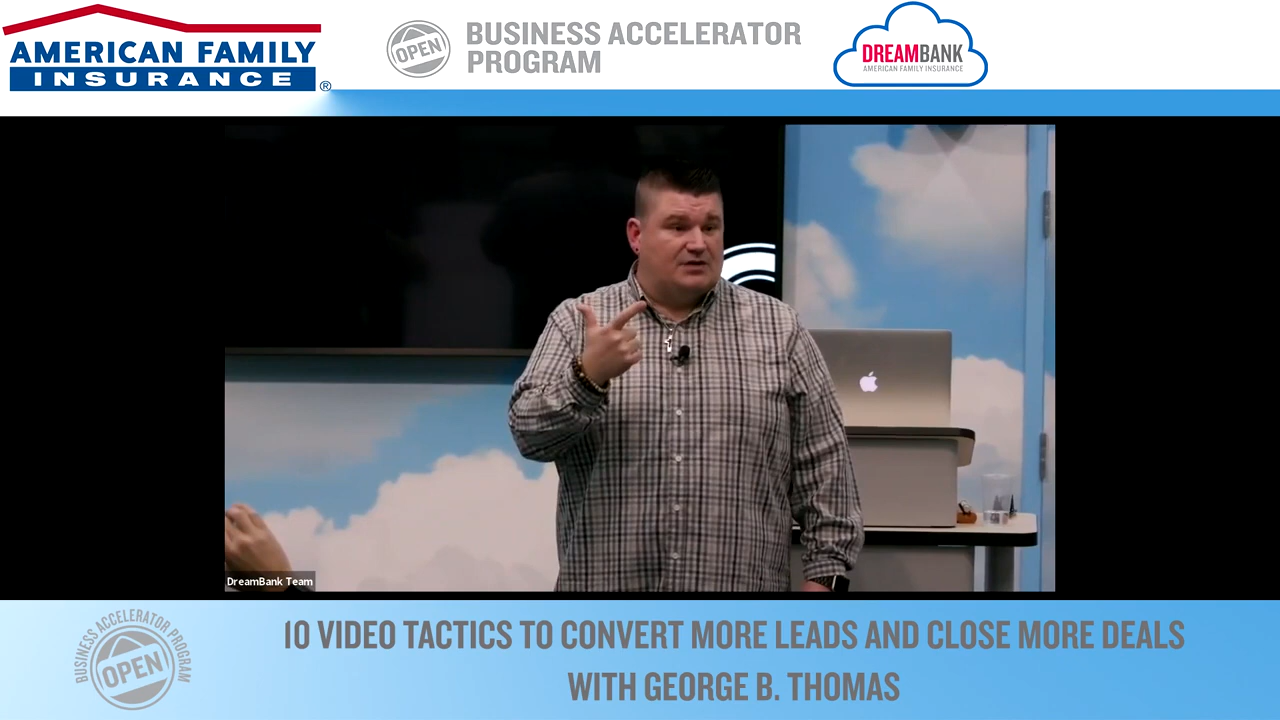 AMERICAN FAMILY
INSURANCE ®
OPEN
BUSINESS ACCELERATOR
PROGRAM
DREAMBANK
AMERICAN FAMILY INSURANCE
DreamBank Team
BUSINESS ACCELERATOR PROGRAM
OPEN
10 VIDEO TACTICS TO CONVERT MORE LEADS AND CLOSE MORE DEALS
WITH GEORGE B. THOMAS